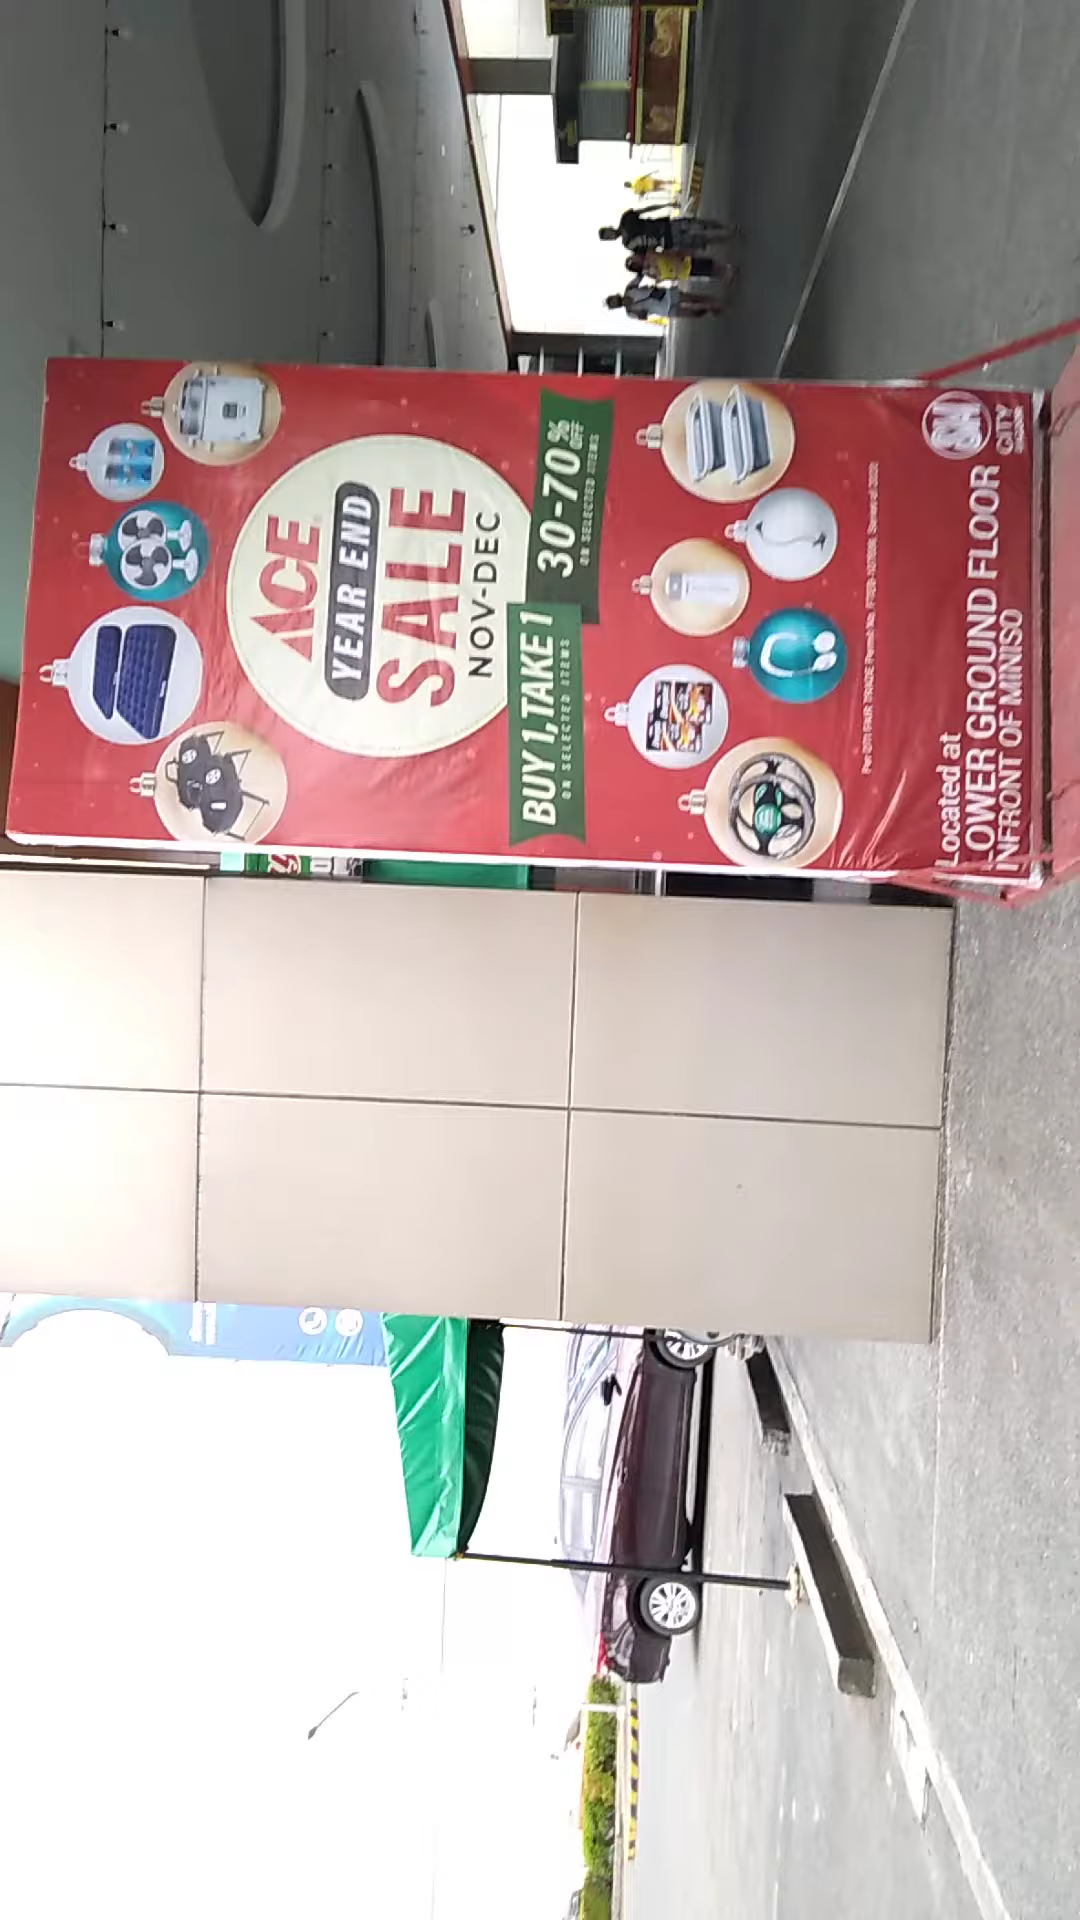 ACE
YEAR END
SALE
NOV-DEC
BUY 1, TAKE 1
ON SELECTED ITEMS
30-70% OFF
ON SELECTED ITEMS
Located at
LOWER GROUND FLOOR
INFRONT OF MINISO
SM
CITY